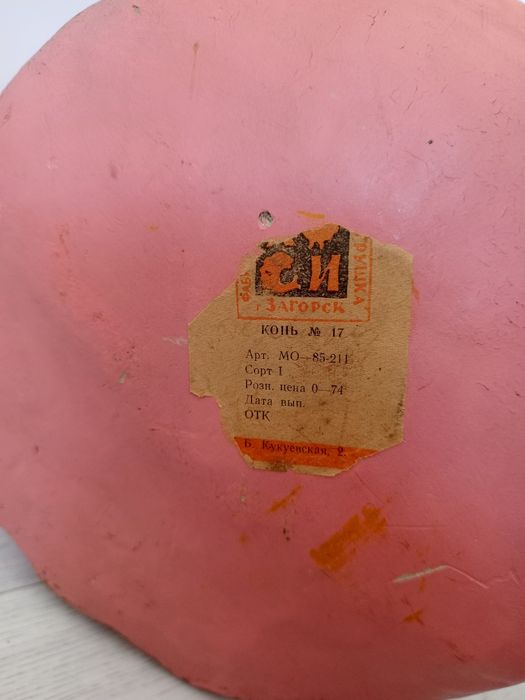 СИ
ЗАГОРСК
КОНЬ № 17
Арт. МО—85-211
Сорт I
Розн. цена 0—74
Дата вып.
ОТК
Б. Кукуевская, 2